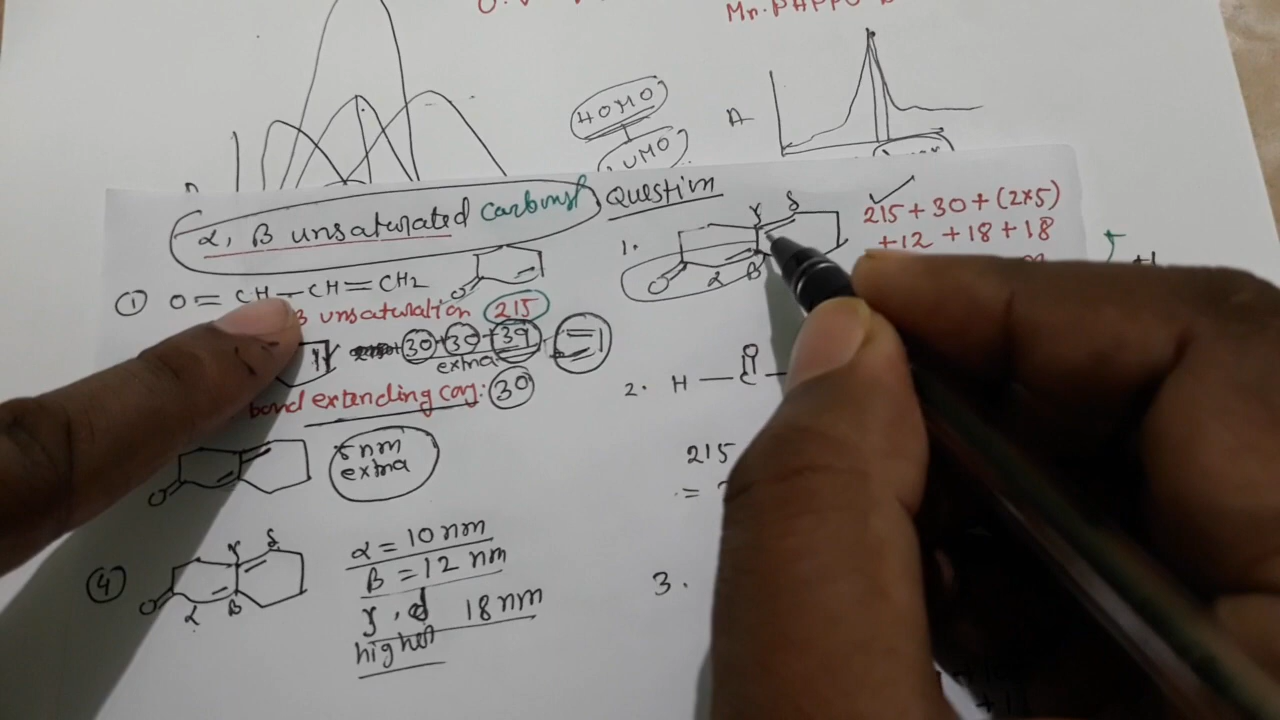 HOMO
LUMO
A
α, β unsaturated carbonyl
Question
① O = CH — CH = CH2
O
unsaturation 215
30 + 30 + 39
extra
bond extending conj: 30
O
5nm
extra
④
γ δ
O α β
α = 10 nm
β = 12 nm
γ, δ 18 nm
higher
1.
γ δ
O α β
215 + 30 + (2×5)
+ 12 + 18 + 18
2. H — C
O
215
=
3.